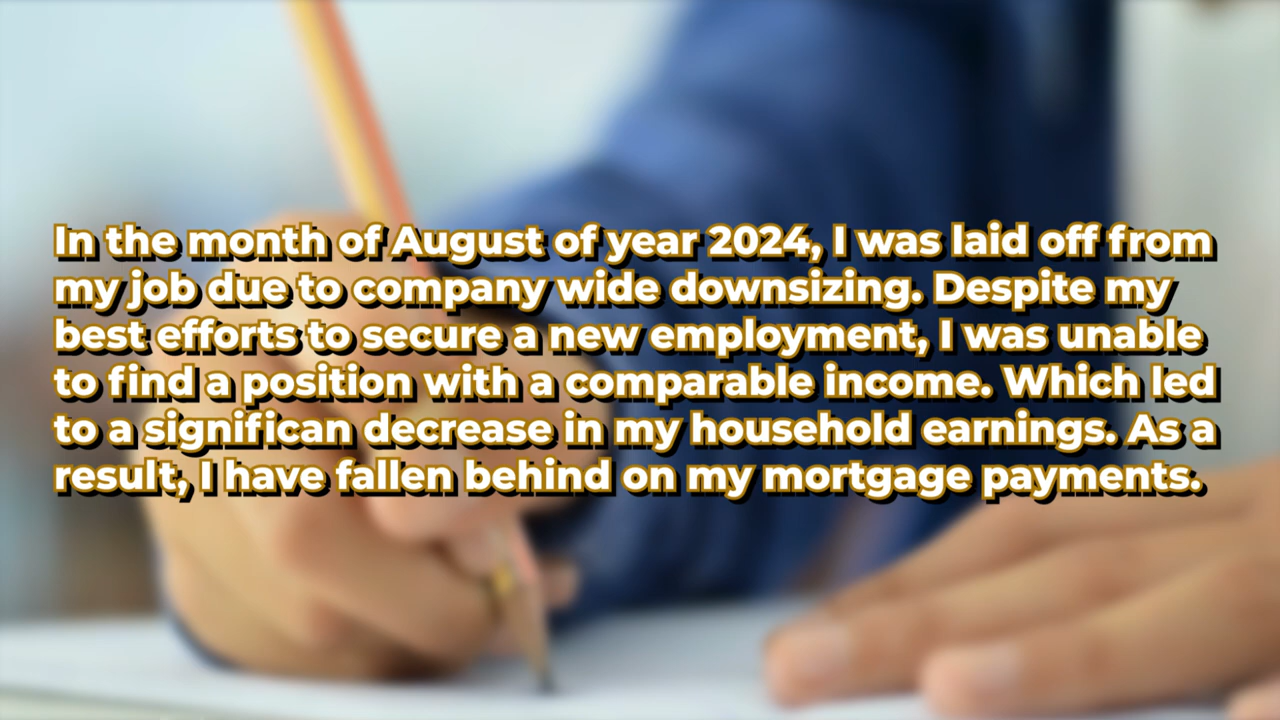 In the month of August of year 2024, I was laid off from
my job due to company wide downsizing. Despite my
best efforts to secure a new employment, I was unable
to find a position with a comparable income. Which led
to a significan decrease in my household earnings. As a
result, I have fallen behind on my mortgage payments.